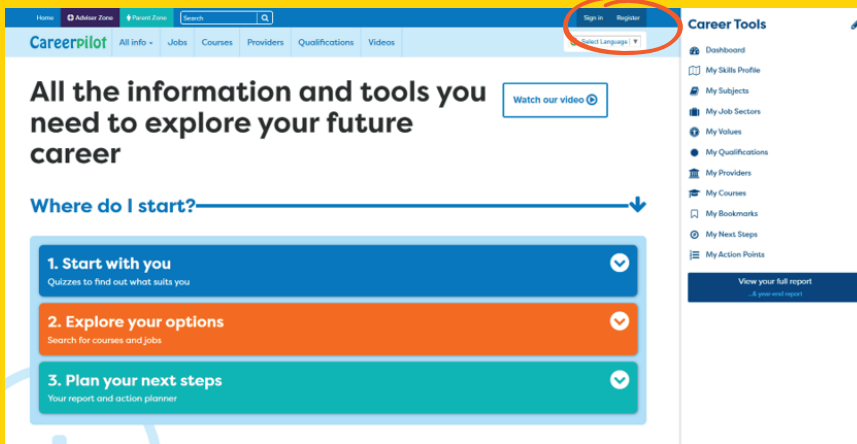 Home Adviser Zone Parent Zone Search Sign in Register
Careerpilot All info Jobs Courses Providers Qualifications Videos Select Language
All the information and tools you
need to explore your future
career
Watch our video
Where do I start?
1. Start with you
Quizzes to find out what suits you
2. Explore your options
Search for courses and jobs
3. Plan your next steps
Your report and action planner
Career Tools
Dashboard
My Skills Profile
My Subjects
My Job Sectors
My Values
My Qualifications
My Providers
My Courses
My Bookmarks
My Next Steps
My Action Points
View your full report
...& year end report